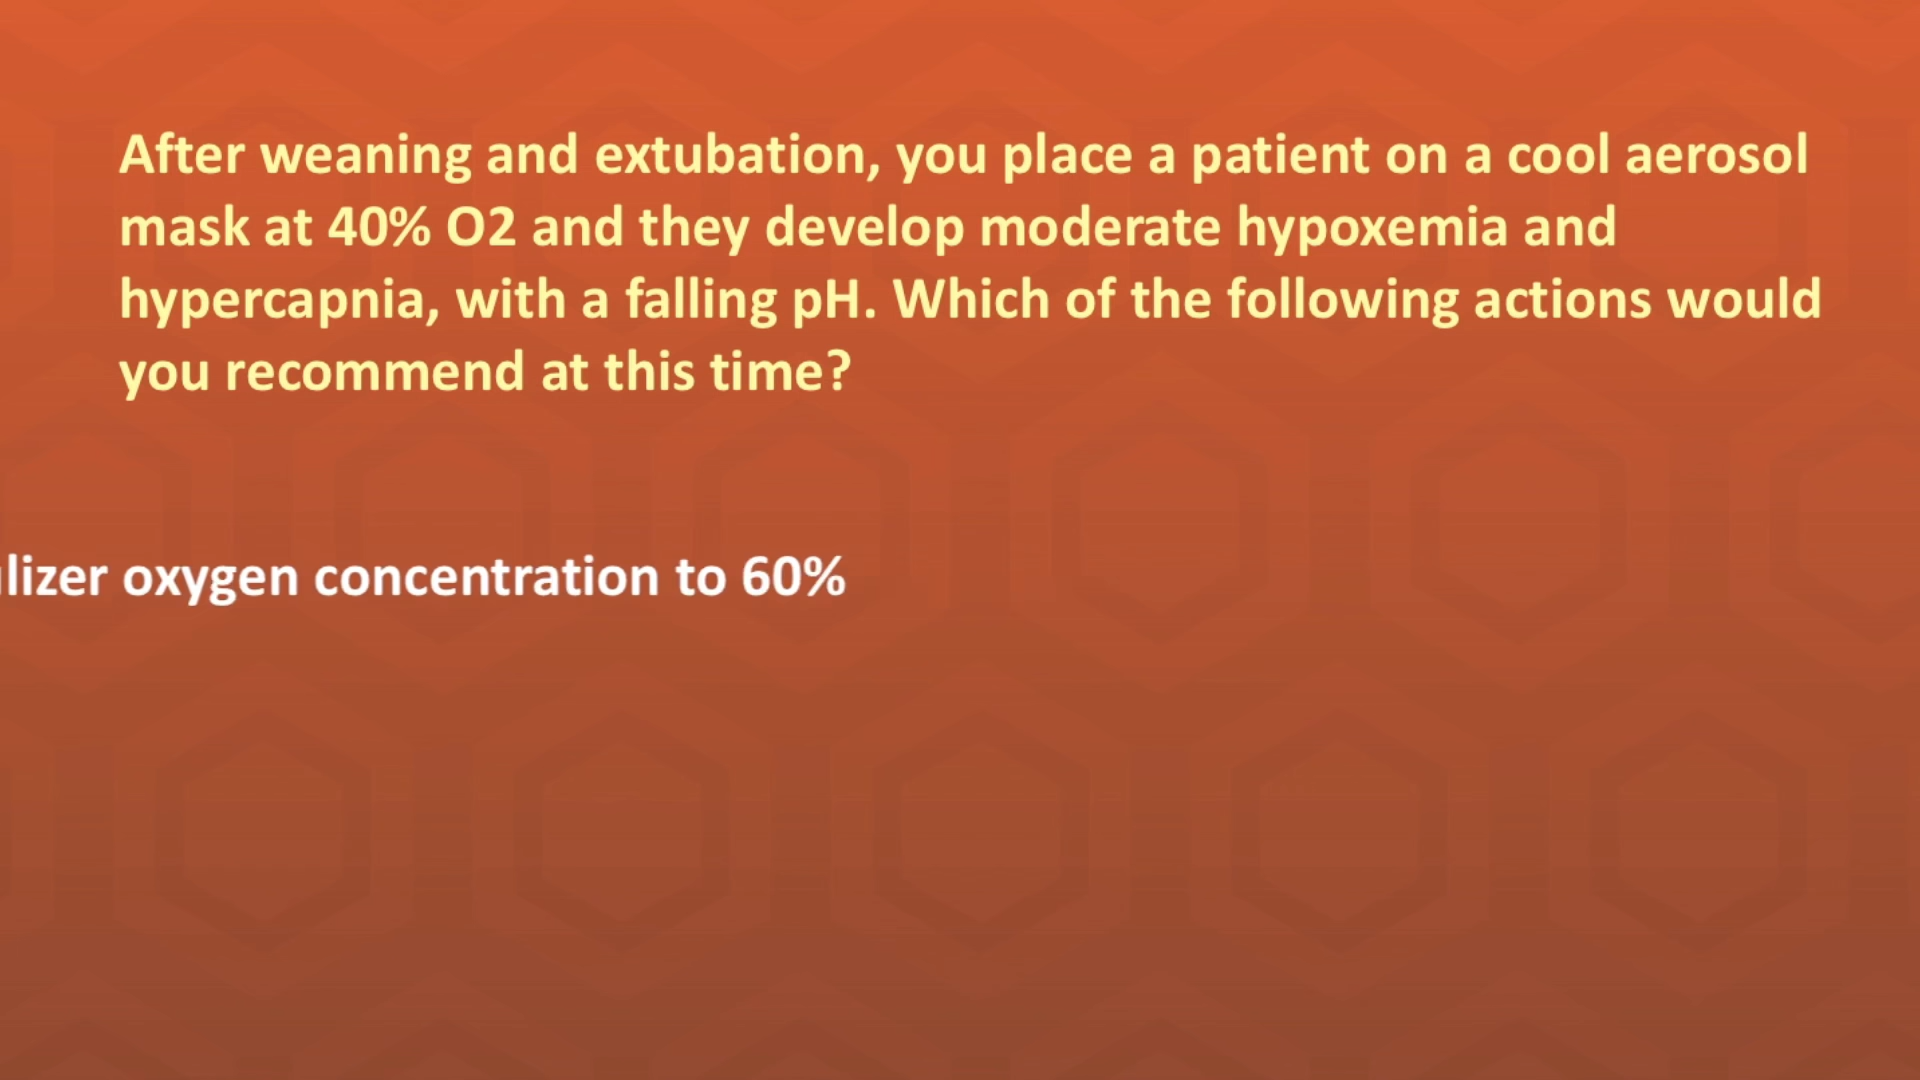 After weaning and extubation, you place a patient on a cool aerosol
mask at 40% O2 and they develop moderate hypoxemia and
hypercapnia, with a falling pH. Which of the following actions would
you recommend at this time?
oxygen concentration to 60%